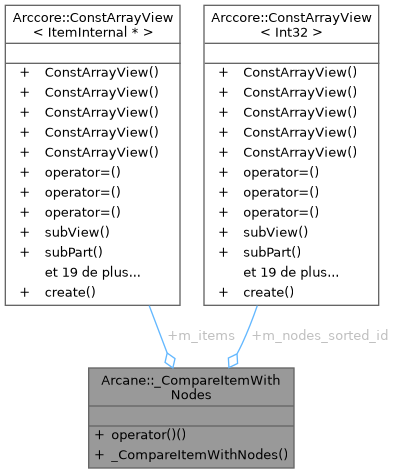 Arccore::ConstArrayView
< ItemInternal * >
+ ConstArrayView()
+ ConstArrayView()
+ ConstArrayView()
+ ConstArrayView()
+ ConstArrayView()
+ operator=()
+ operator=()
+ operator=()
+ subView()
+ subPart()
et 19 de plus...
+ create()
Arccore::ConstArrayView
< Int32 >
+ ConstArrayView()
+ ConstArrayView()
+ ConstArrayView()
+ ConstArrayView()
+ ConstArrayView()
+ operator=()
+ operator=()
+ operator=()
+ subView()
+ subPart()
et 19 de plus...
+ create()
+m_items
+m_nodes_sorted_id
Arcane::_CompareItemWith
Nodes
+ operator()()
+ _CompareItemWithNodes()